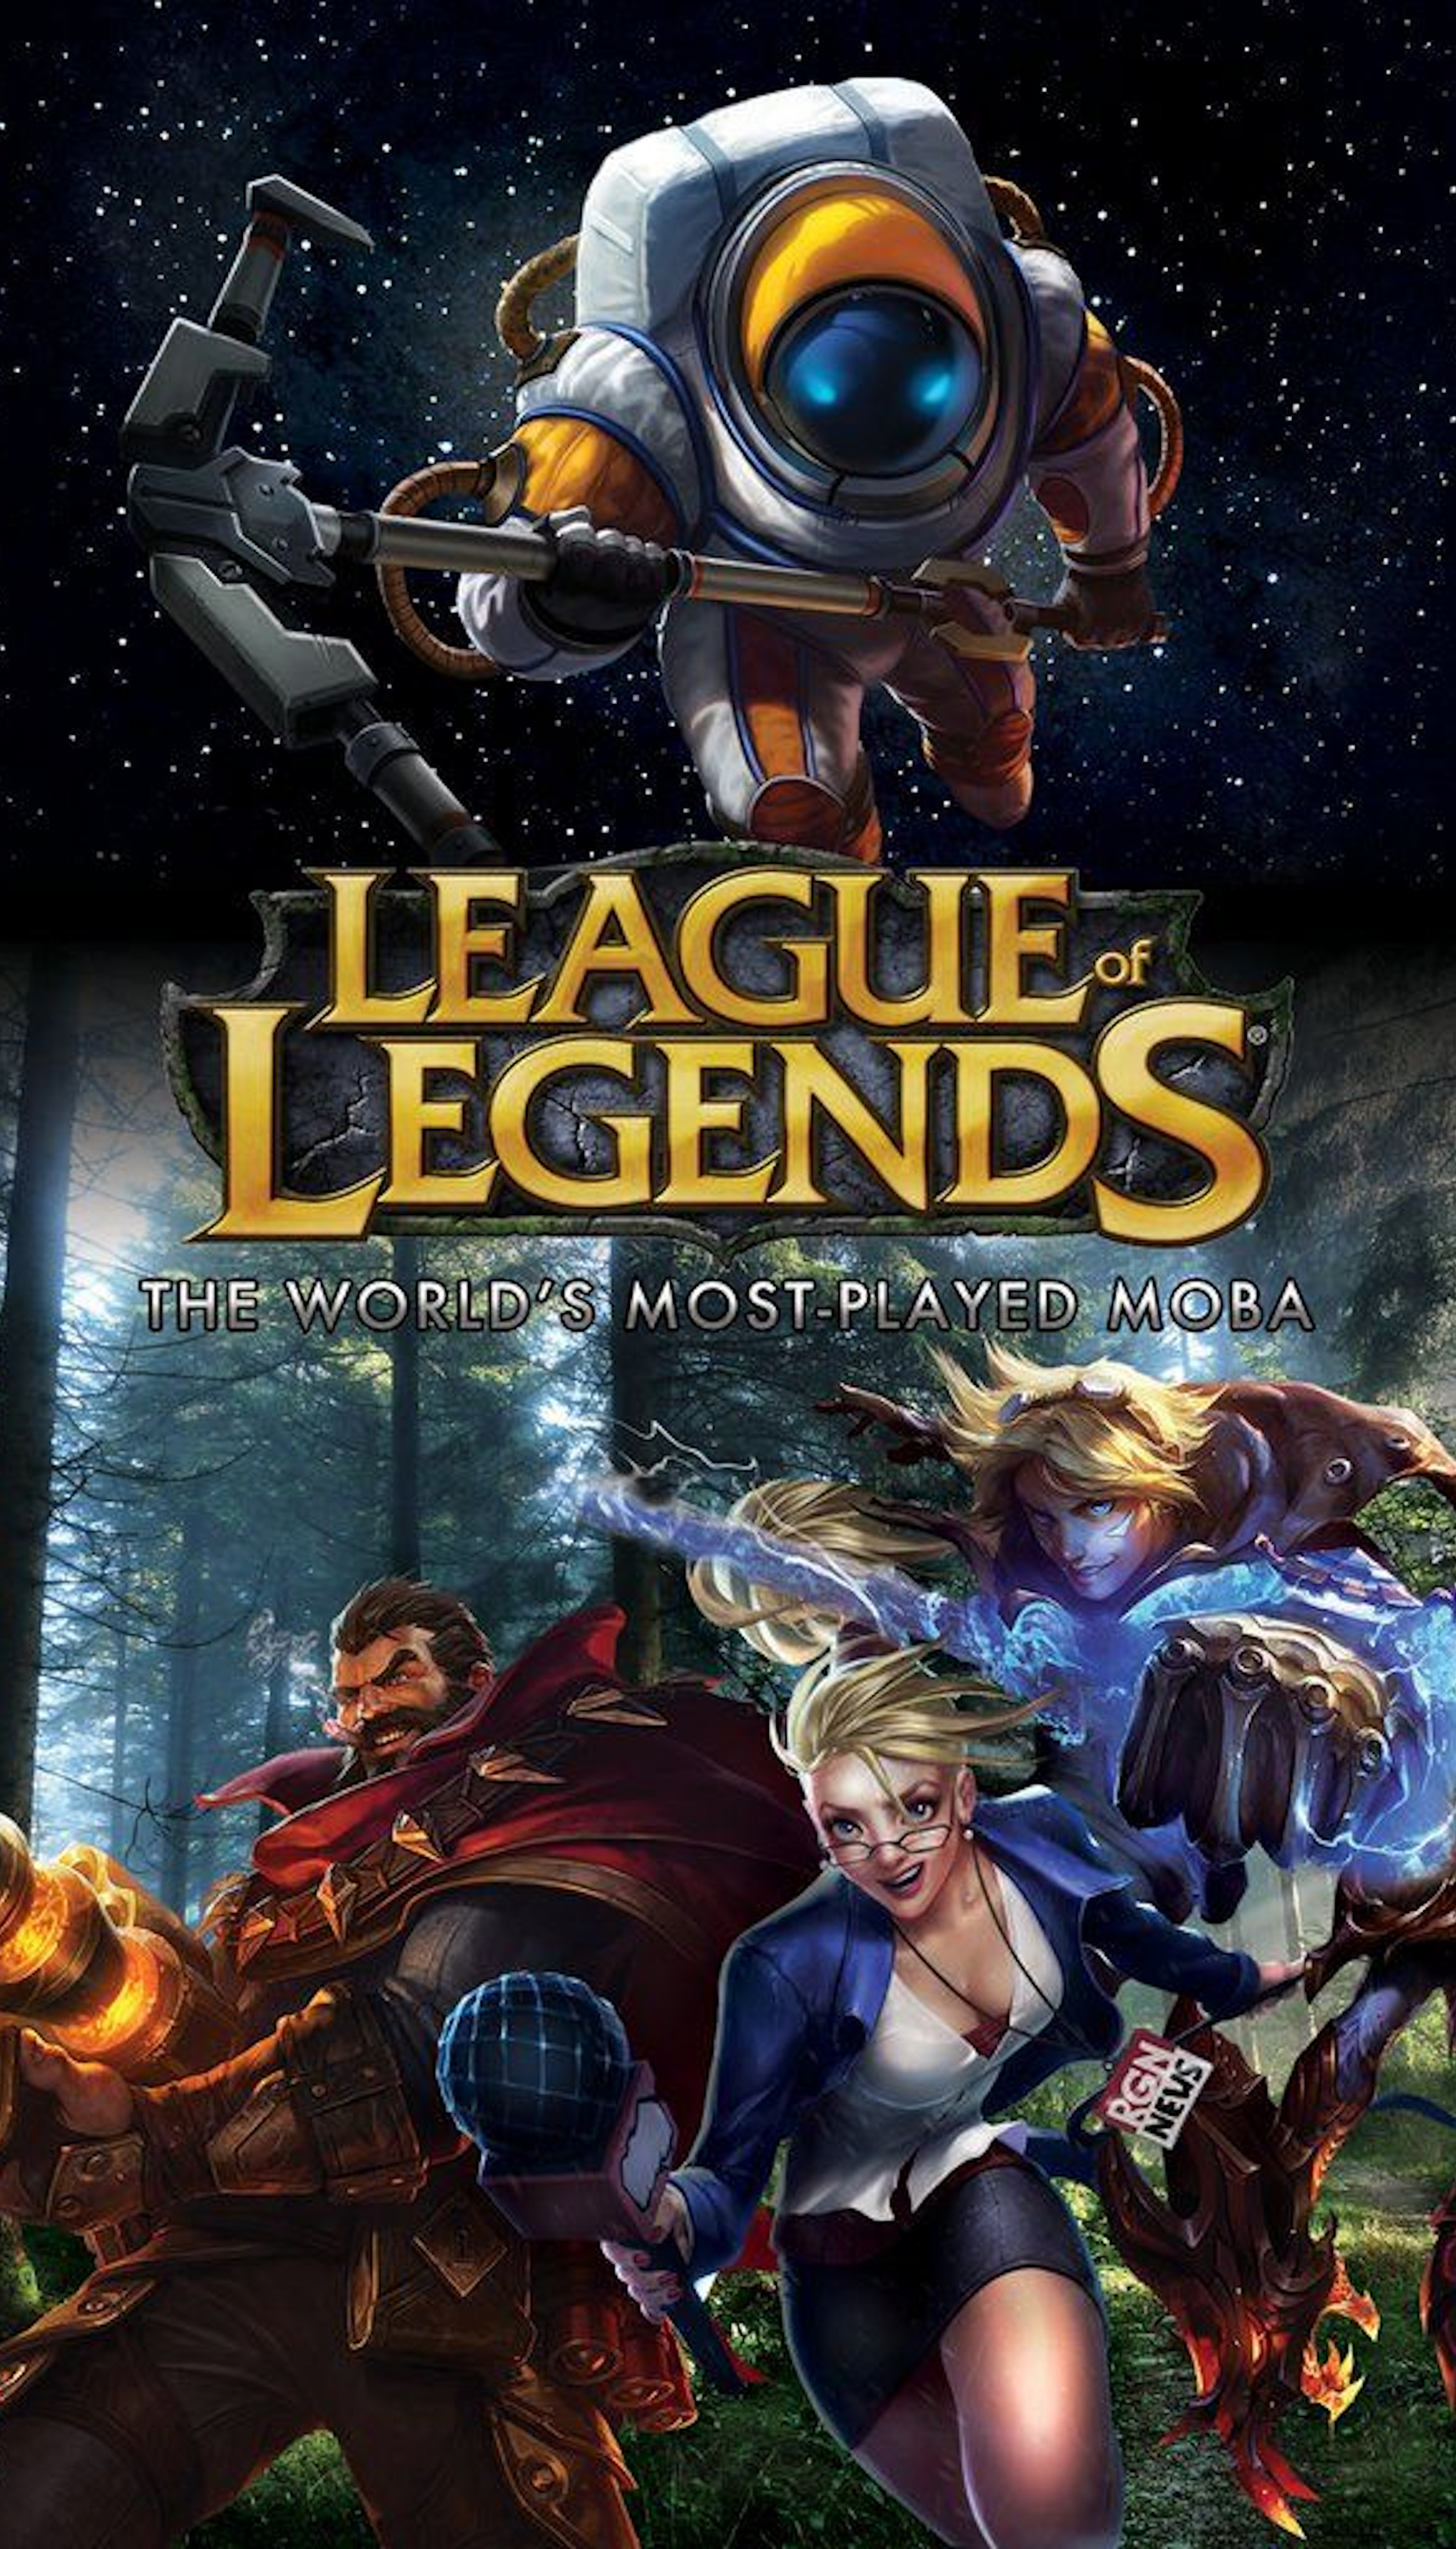 LEAGUE of
LEGENDS®
THE WORLD'S MOST-PLAYED MOBA
RGN
NEWS